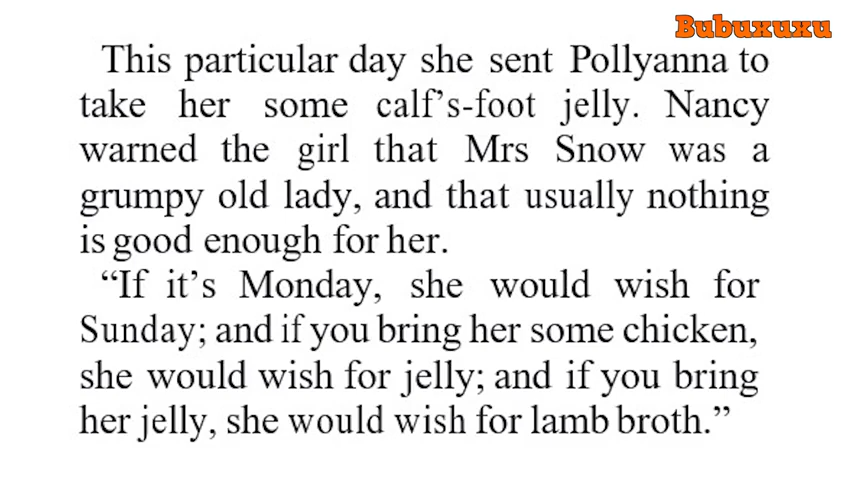 Bubuxuxu
This particular day she sent Pollyanna to
take her some calf’s-foot jelly. Nancy
warned the girl that Mrs Snow was a
grumpy old lady, and that usually nothing
is good enough for her.
“If it’s Monday, she would wish for
Sunday; and if you bring her some chicken,
she would wish for jelly; and if you bring
her jelly, she would wish for lamb broth.”